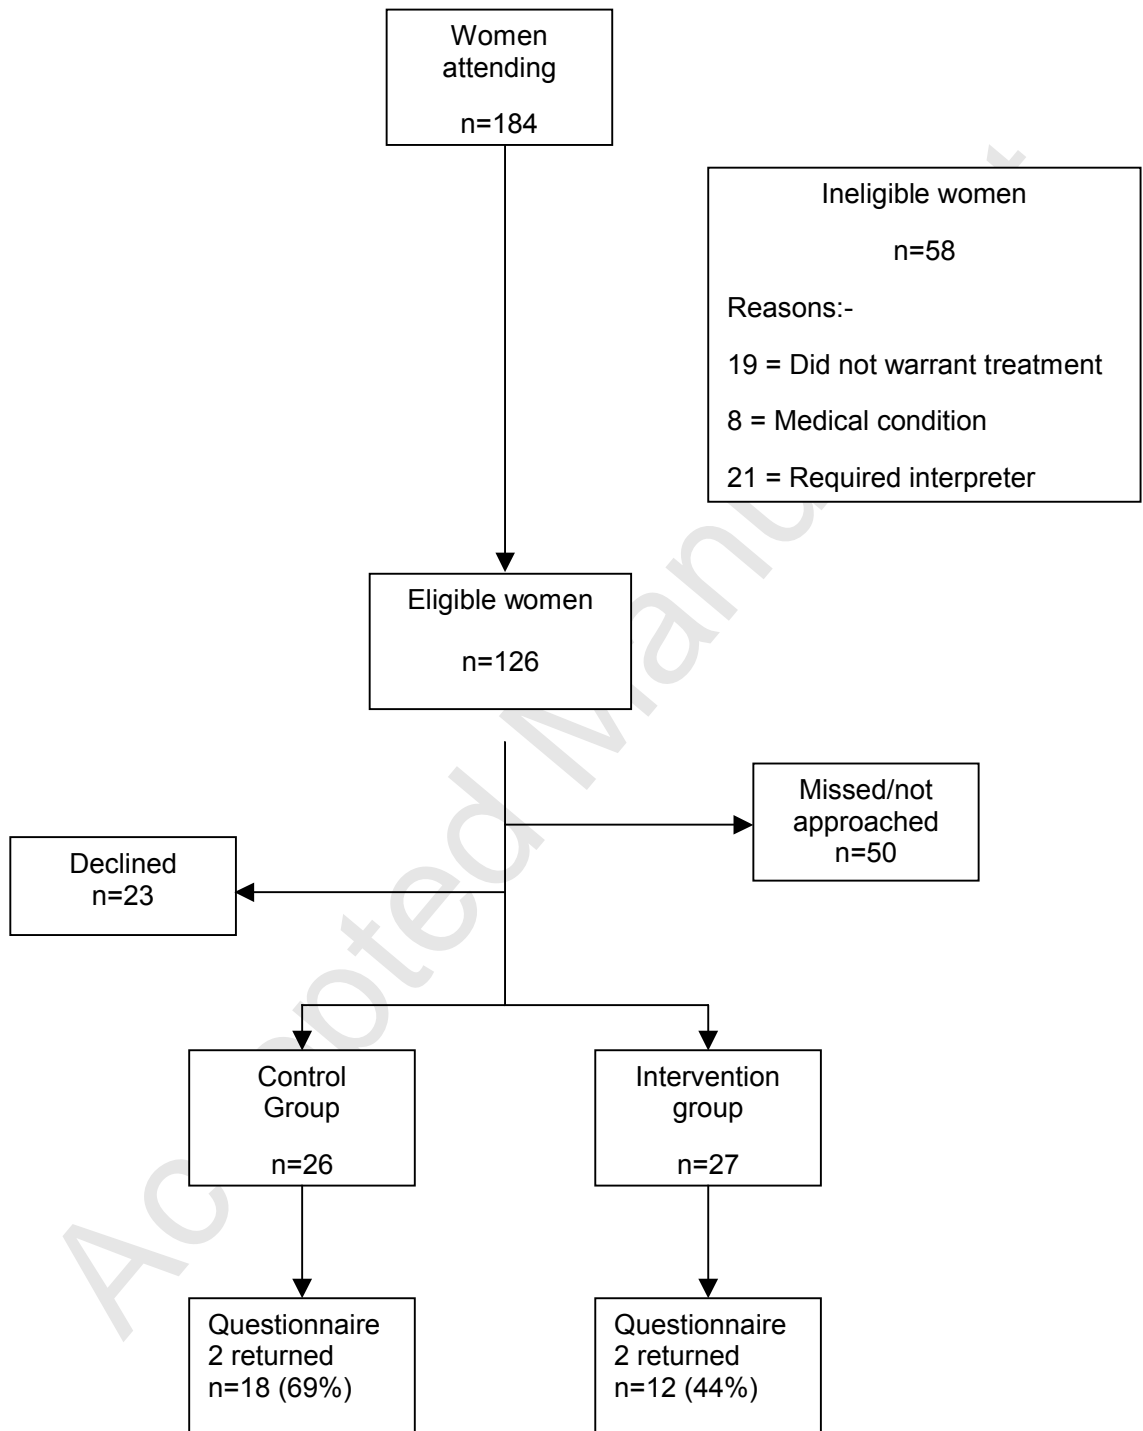 Women
attending
n=184
Ineligible women
n=58
Reasons:-
19 = Did not warrant treatment
8 = Medical condition
21 = Required interpreter
Eligible women
n=126
Missed/not
approached
n=50
Declined
n=23
Control
Group
n=26
Intervention
group
n=27
Questionnaire
2 returned
n=18 (69%)
Questionnaire
2 returned
n=12 (44%)